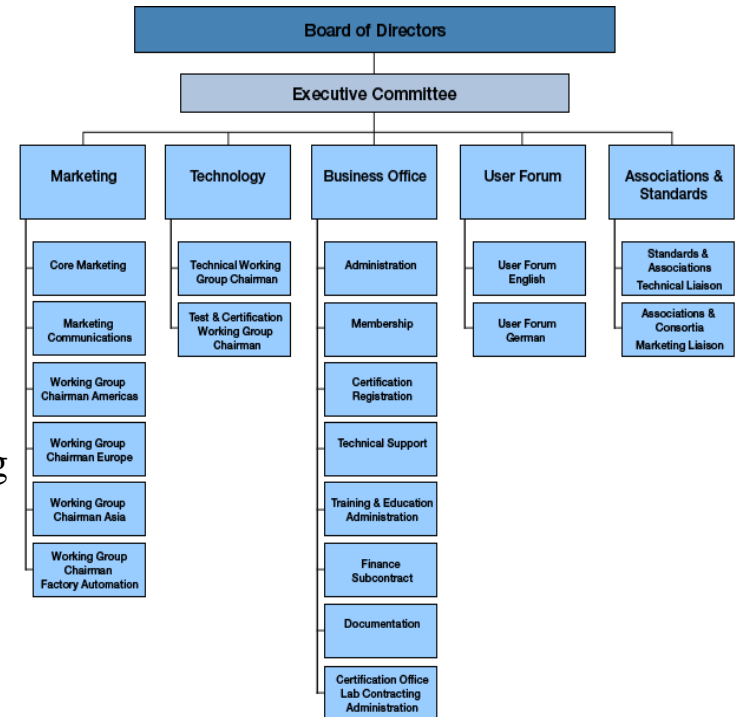 Board of Directors
Executive Committee
Marketing
Technology
Business Office
User Forum
Associations &
Standards
Core Marketing
Marketing
Communications
Working Group
Chairman Americas
Working Group
Chairman Europe
Working Group
Chairman Asia
Working Group
Chairman
Factory Automation
Technical Working
Group Chairman
Test & Certification
Working Group
Chairman
Administration
Membership
Certification
Registration
Technical Support
Training & Education
Administration
Finance
Subcontract
Documentation
Certification Office
Lab Contracting
Administration
User Forum
English
User Forum
German
Standards &
Associations
Technical Liaison
Associations &
Consortia
Marketing Liaison
g